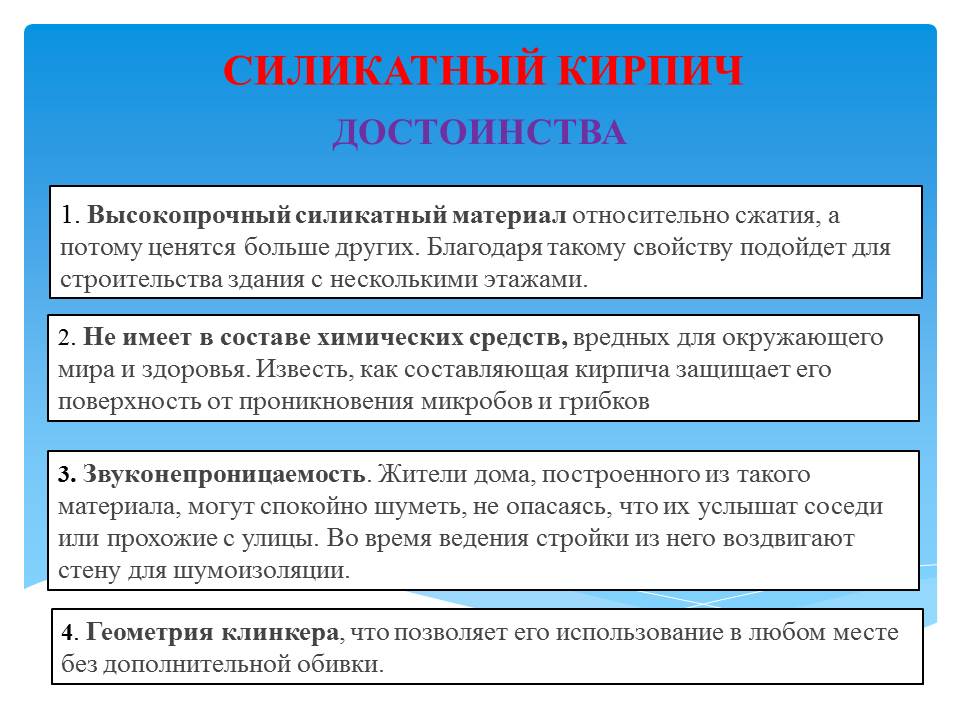 СИЛИКАТНЫЙ КИРПИЧ
ДОСТОИНСТВА
1. Высокопрочный силикатный материал относительно сжатия, а
потому ценятся больше других. Благодаря такому свойству подойдет для
строительства здания с несколькими этажами.
2. Не имеет в составе химических средств, вредных для окружающего
мира и здоровья. Известь, как составляющая кирпича защищает его
поверхность от проникновения микробов и грибков
3. Звуконепроницаемость. Жители дома, построенного из такого
материала, могут спокойно шуметь, не опасаясь, что их услышат соседи
или прохожие с улицы. Во время ведения стройки из него воздвигают
стену для шумоизоляции.
4. Геометрия клинкера, что позволяет его использование в любом месте
без дополнительной обивки.